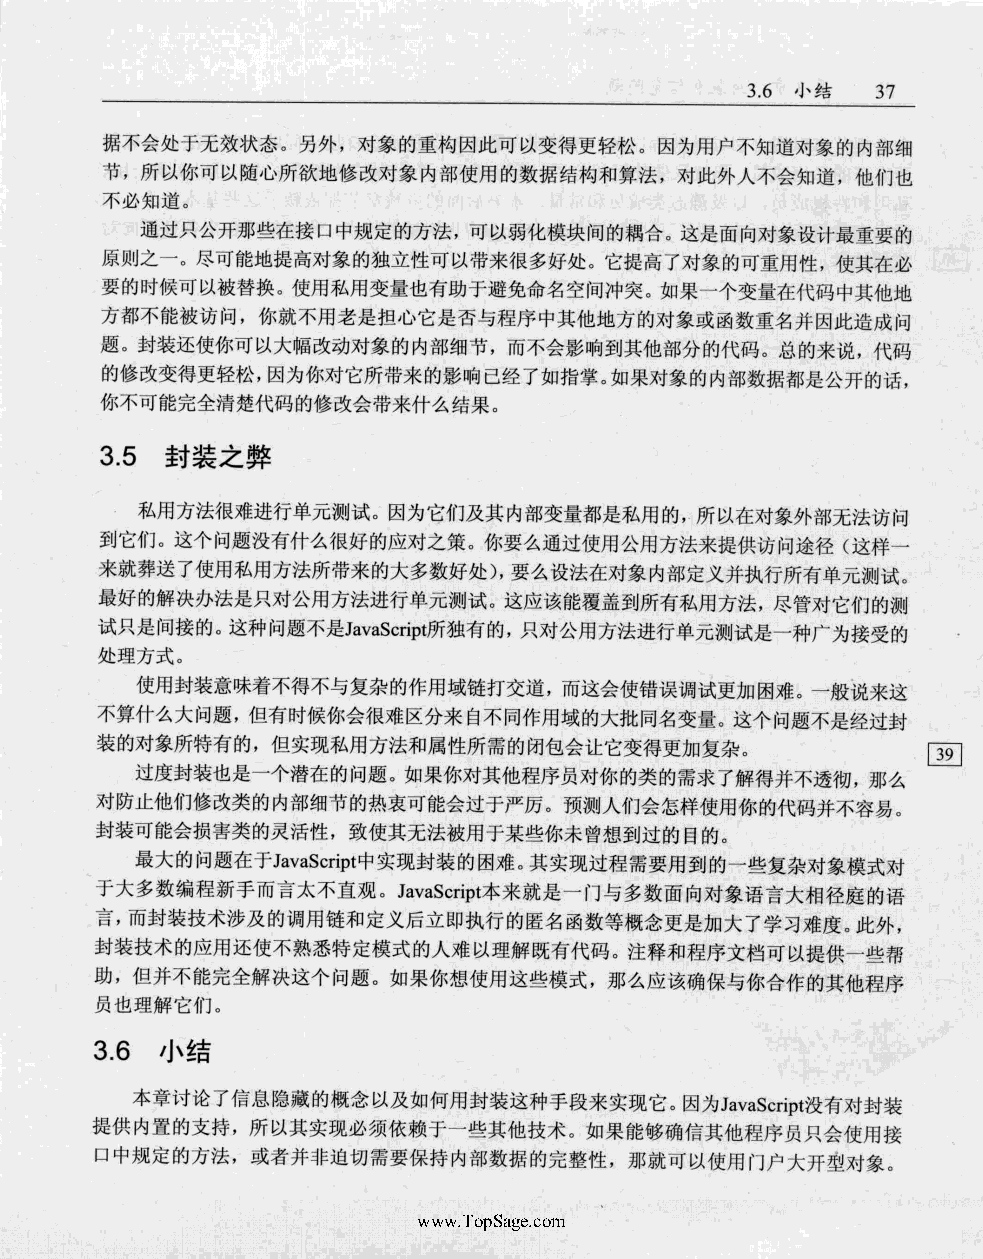 3.6 小结 37
据不会处于无效状态。另外，对象的重构因此可以变得更轻松。因为用户不知道对象的内部细
节，所以你可以随心所欲地修改对象内部使用的数据结构和算法，对此外人不会知道，他们也
不必知道。
通过只公开那些在接口中规定的方法，可以弱化模块间的耦合。这是面向对象设计最重要的
原则之一。尽可能地提高对象的独立性可以带来很多好处。它提高了对象的可重用性，使其在必
要的时候可以被替换。使用私用变量也有助于避免命名空间冲突。如果一个变量在代码中其他地
方都不能被访问，你就不用老是担心它是否与程序中其他地方的对象或函数重名并因此造成问
题。封装还使你可以大幅改动对象的内部细节，而不会影响到其他部分的代码。总的来说，代码
的修改变得更轻松，因为你对它所带来的影响已经了如指掌。如果对象的内部数据都是公开的话，
你不可能完全清楚代码的修改会带来什么结果。
3.5 封装之弊
私用方法很难进行单元测试。因为它们及其内部变量都是私用的，所以在对象外部无法访问
到它们。这个问题没有什么很好的应对之策。你要么通过使用公用方法来提供访问途径（这样一
来就葬送了使用私用方法所带来的大多数好处），要么设法在对象内部定义并执行所有单元测试。
最好的解决办法是只对公用方法进行单元测试。这应该能覆盖到所有私用方法，尽管对它们的测
试只是间接的。这种问题不是JavaScript所独有的，只对公用方法进行单元测试是一种广为接受的
处理方式。
使用封装意味着不得不与复杂的作用域链打交道，而这会使错误调试更加困难。一般说来这
不算什么大问题，但有时候你会很难区分来自不同作用域的大批同名变量。这个问题不是经过封
装的对象所特有的，但实现私用方法和属性所需的闭包会让它变得更加复杂。
39
过度封装也是一个潜在的问题。如果你对其他程序员对你的类的需求了解得并不透彻，那么
对防止他们修改类的内部细节的热衷可能会过于严厉。预测人们会怎样使用你的代码并不容易。
封装可能会损害类的灵活性，致使其无法被用于某些你未曾想到过的目的。
最大的问题在于JavaScript中实现封装的困难。其实现过程需要用到的一些复杂对象模式对
于大多数编程新手而言太不直观。JavaScript本来就是一门与多数面向对象语言大相径庭的语
言，而封装技术涉及的调用链和定义后立即执行的匿名函数等概念更是加大了学习难度。此外，
封装技术的应用还使不熟悉特定模式的人难以理解既有代码。注释和程序文档可以提供一些帮
助，但并不能完全解决这个问题。如果你想使用这些模式，那么应该确保与你合作的其他程序
员也理解它们。
3.6 小结
本章讨论了信息隐藏的概念以及如何用封装这种手段来实现它。因为JavaScript没有对封装
提供内置的支持，所以其实现必须依赖于一些其他技术。如果能够确信其他程序员只会使用接
口中规定的方法，或者并非迫切需要保持内部数据的完整性，那就可以使用门户大开型对象。
www.TopSage.com